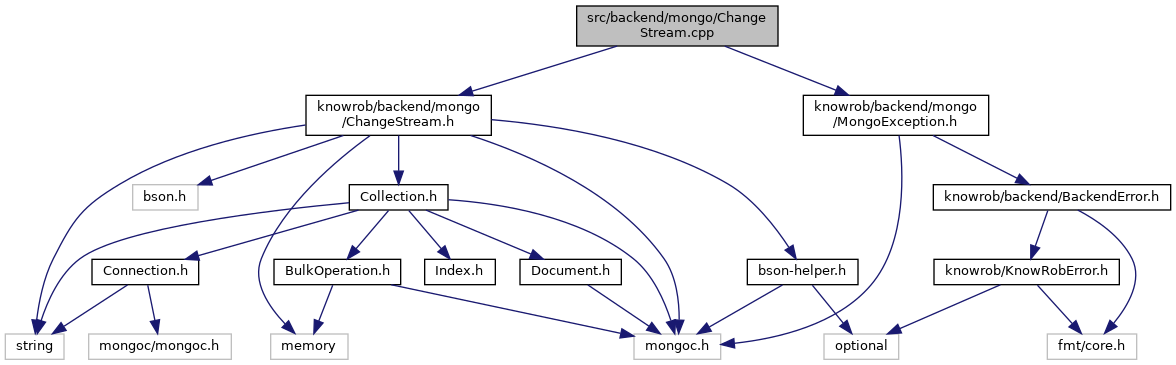 src/backend/mongo/Change
Stream.cpp
knowrob/backend/mongo
/ChangeStream.h
knowrob/backend/mongo
/MongoException.h
bson.h
Collection.h
knowrob/backend/BackendError.h
Connection.h
BulkOperation.h
Index.h
Document.h
bson-helper.h
knowrob/KnowRobError.h
string
mongoc/mongoc.h
memory
mongoc.h
optional
fmt/core.h